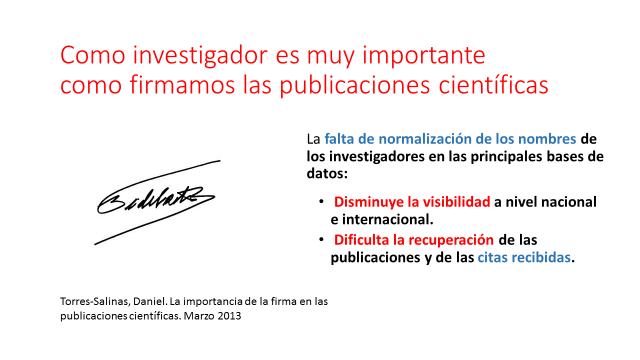 Como investigador es muy importante
como firmamos las publicaciones científicas
La falta de normalización de los nombres de
los investigadores en las principales bases de
datos:
• Disminuye la visibilidad a nivel nacional
e internacional.
• Dificulta la recuperación de las
publicaciones y de las citas recibidas.
Torres-Salinas, Daniel. La importancia de la firma en las
publicaciones científicas. Marzo 2013